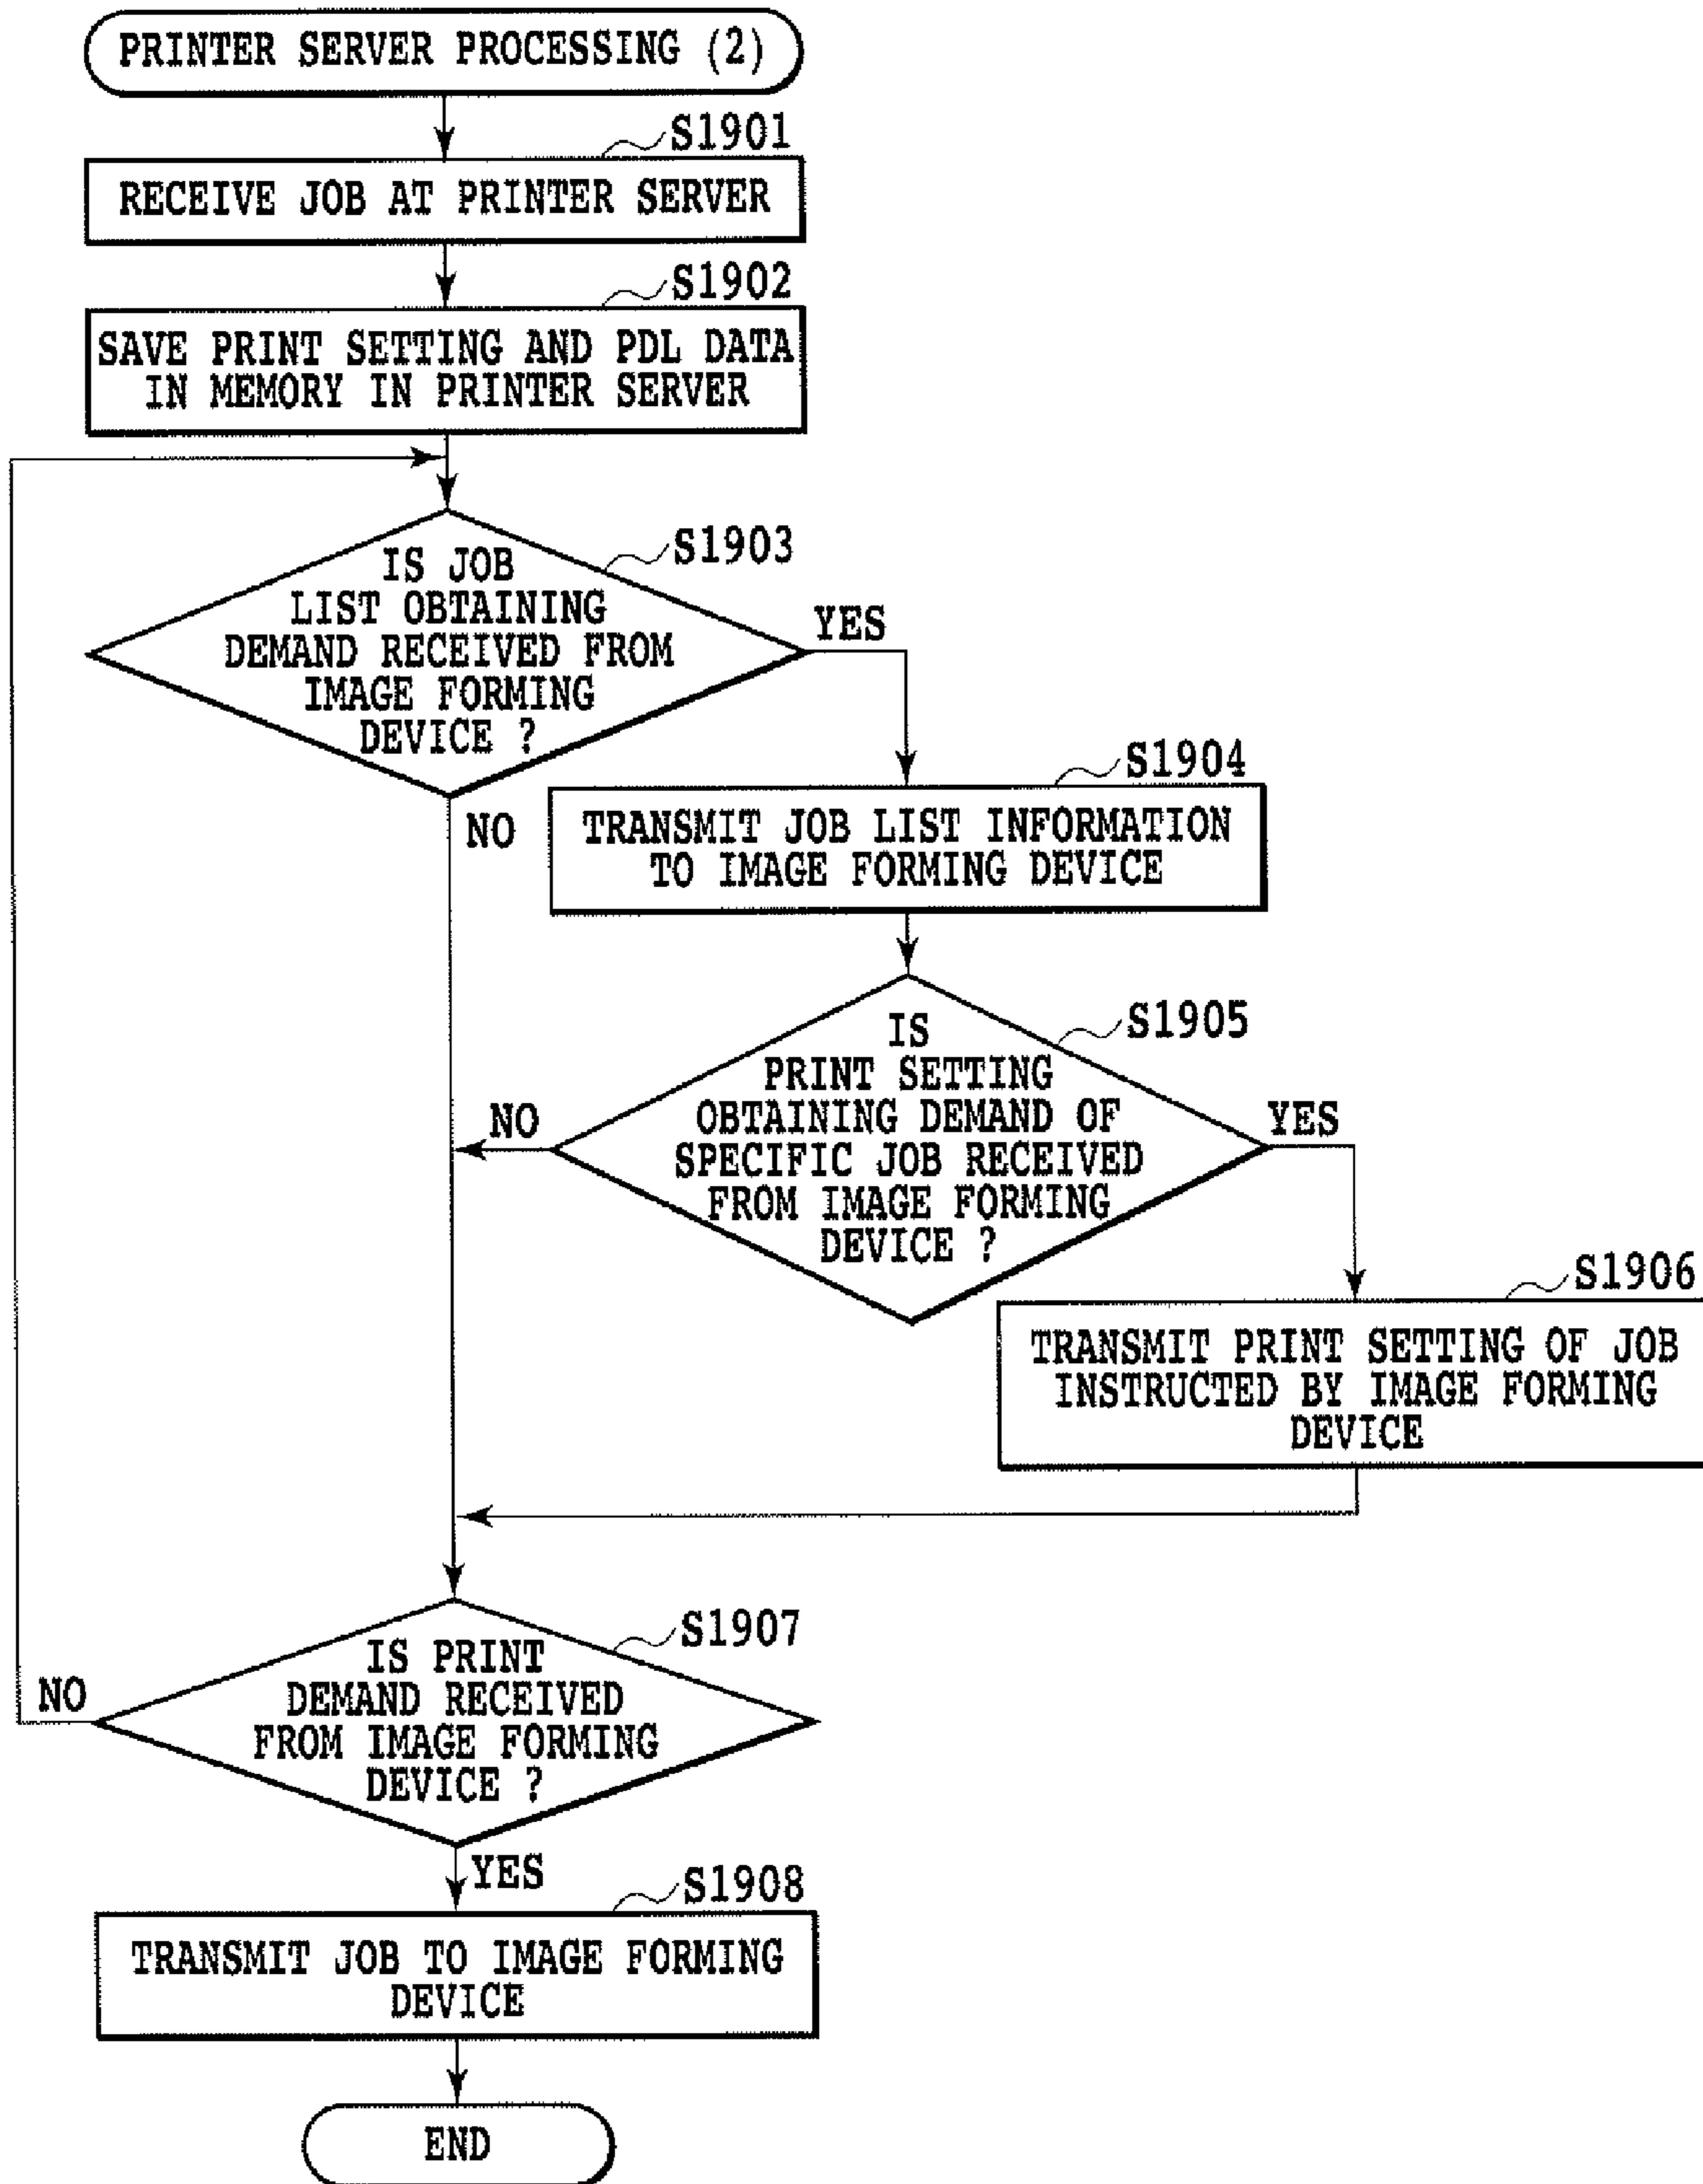 PRINTER SERVER PROCESSING (2)
S1901
RECEIVE JOB AT PRINTER SERVER
S1902
SAVE PRINT SETTING AND PDL DATA
IN MEMORY IN PRINTER SERVER
S1903
IS JOB
LIST OBTAINING
DEMAND RECEIVED FROM
IMAGE FORMING
DEVICE ?
YES
NO
S1904
TRANSMIT JOB LIST INFORMATION
TO IMAGE FORMING DEVICE
S1905
IS
PRINT SETTING
OBTAINING DEMAND OF
SPECIFIC JOB RECEIVED
FROM IMAGE FORMING
DEVICE ?
NO
YES
S1906
TRANSMIT PRINT SETTING OF JOB
INSTRUCTED BY IMAGE FORMING
DEVICE
S1907
IS PRINT
DEMAND RECEIVED
FROM IMAGE FORMING
DEVICE ?
NO
YES
S1908
TRANSMIT JOB TO IMAGE FORMING
DEVICE
END